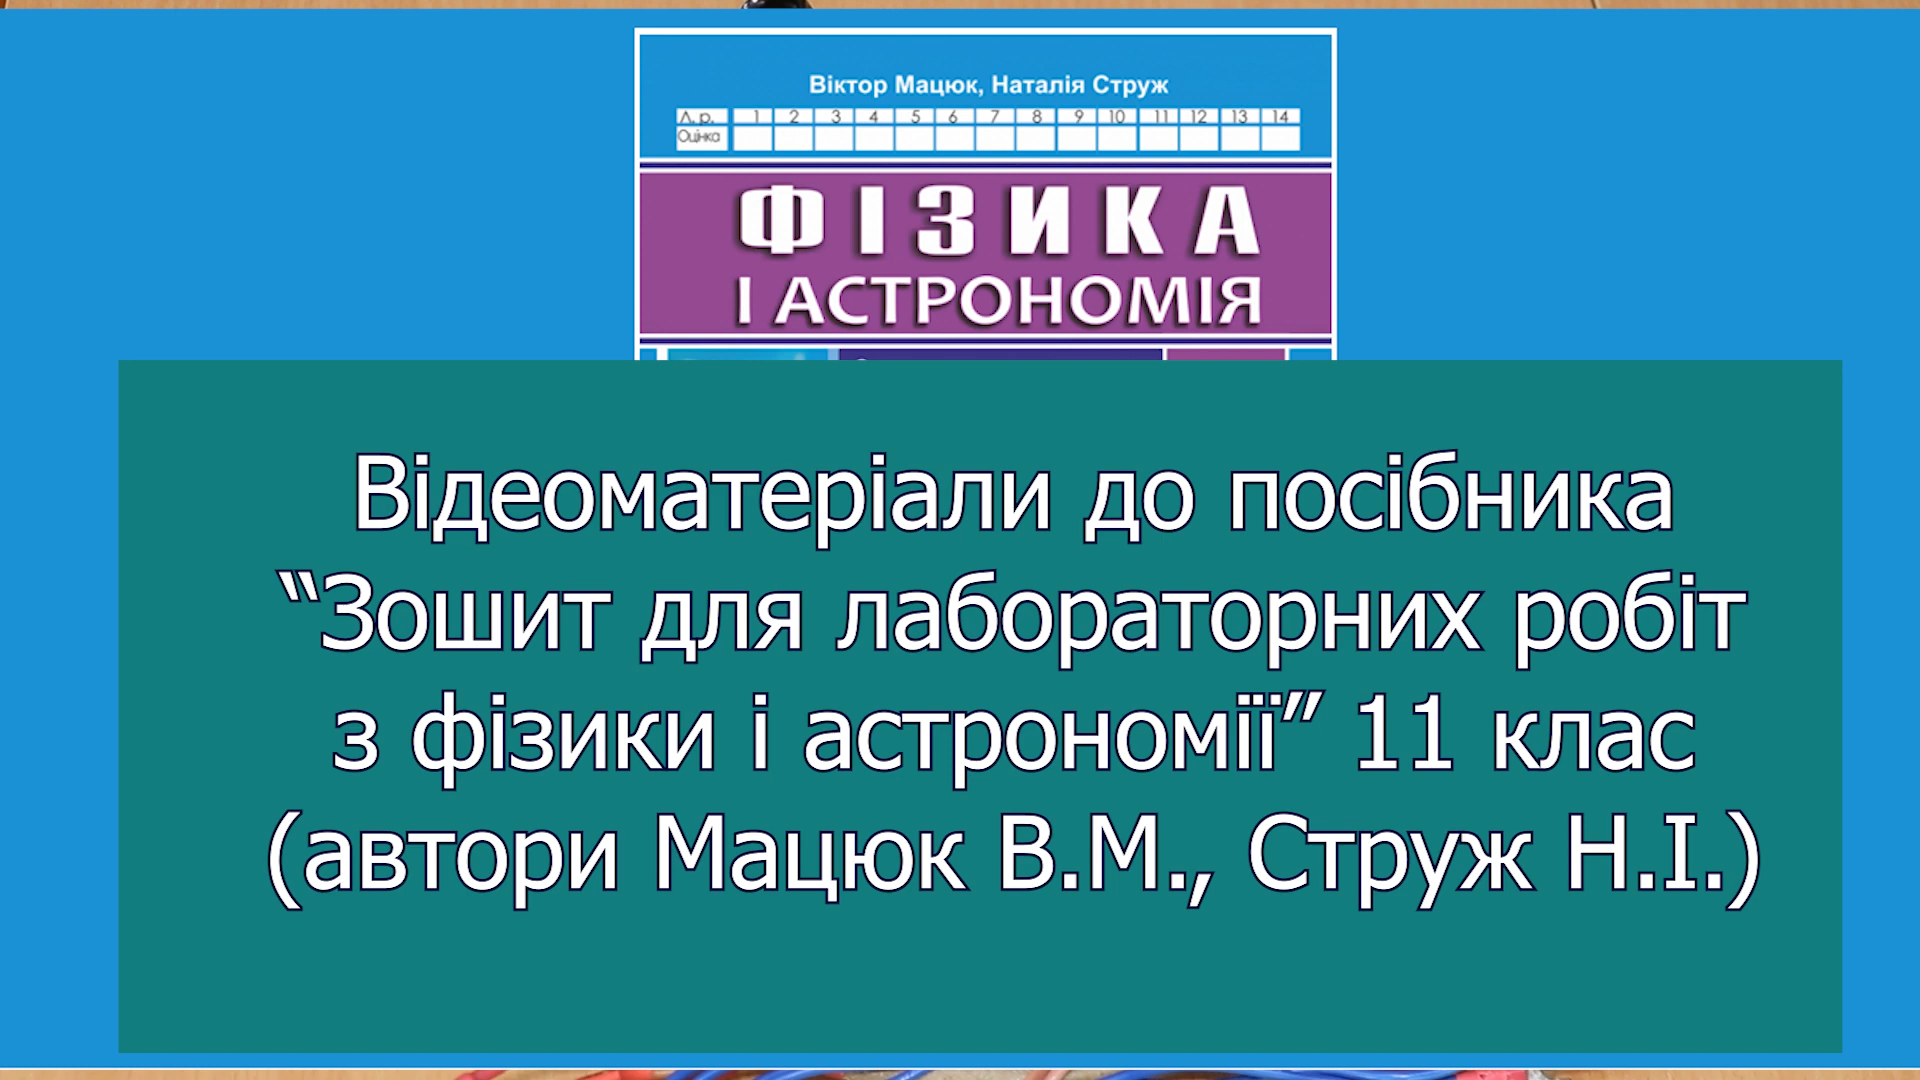 Віктор Мацюк, Наталія Струж
Л. р. 1 2 3 4 5 6 7 8 9 10 11 12 13 14
Оцінка
ФІЗИКА
І АСТРОНОМІЯ
Відеоматеріали до посібника
“Зошит для лабораторних робіт
з фізики і астрономії” 11 клас
(автори Мацюк В.М., Струж Н.І.)